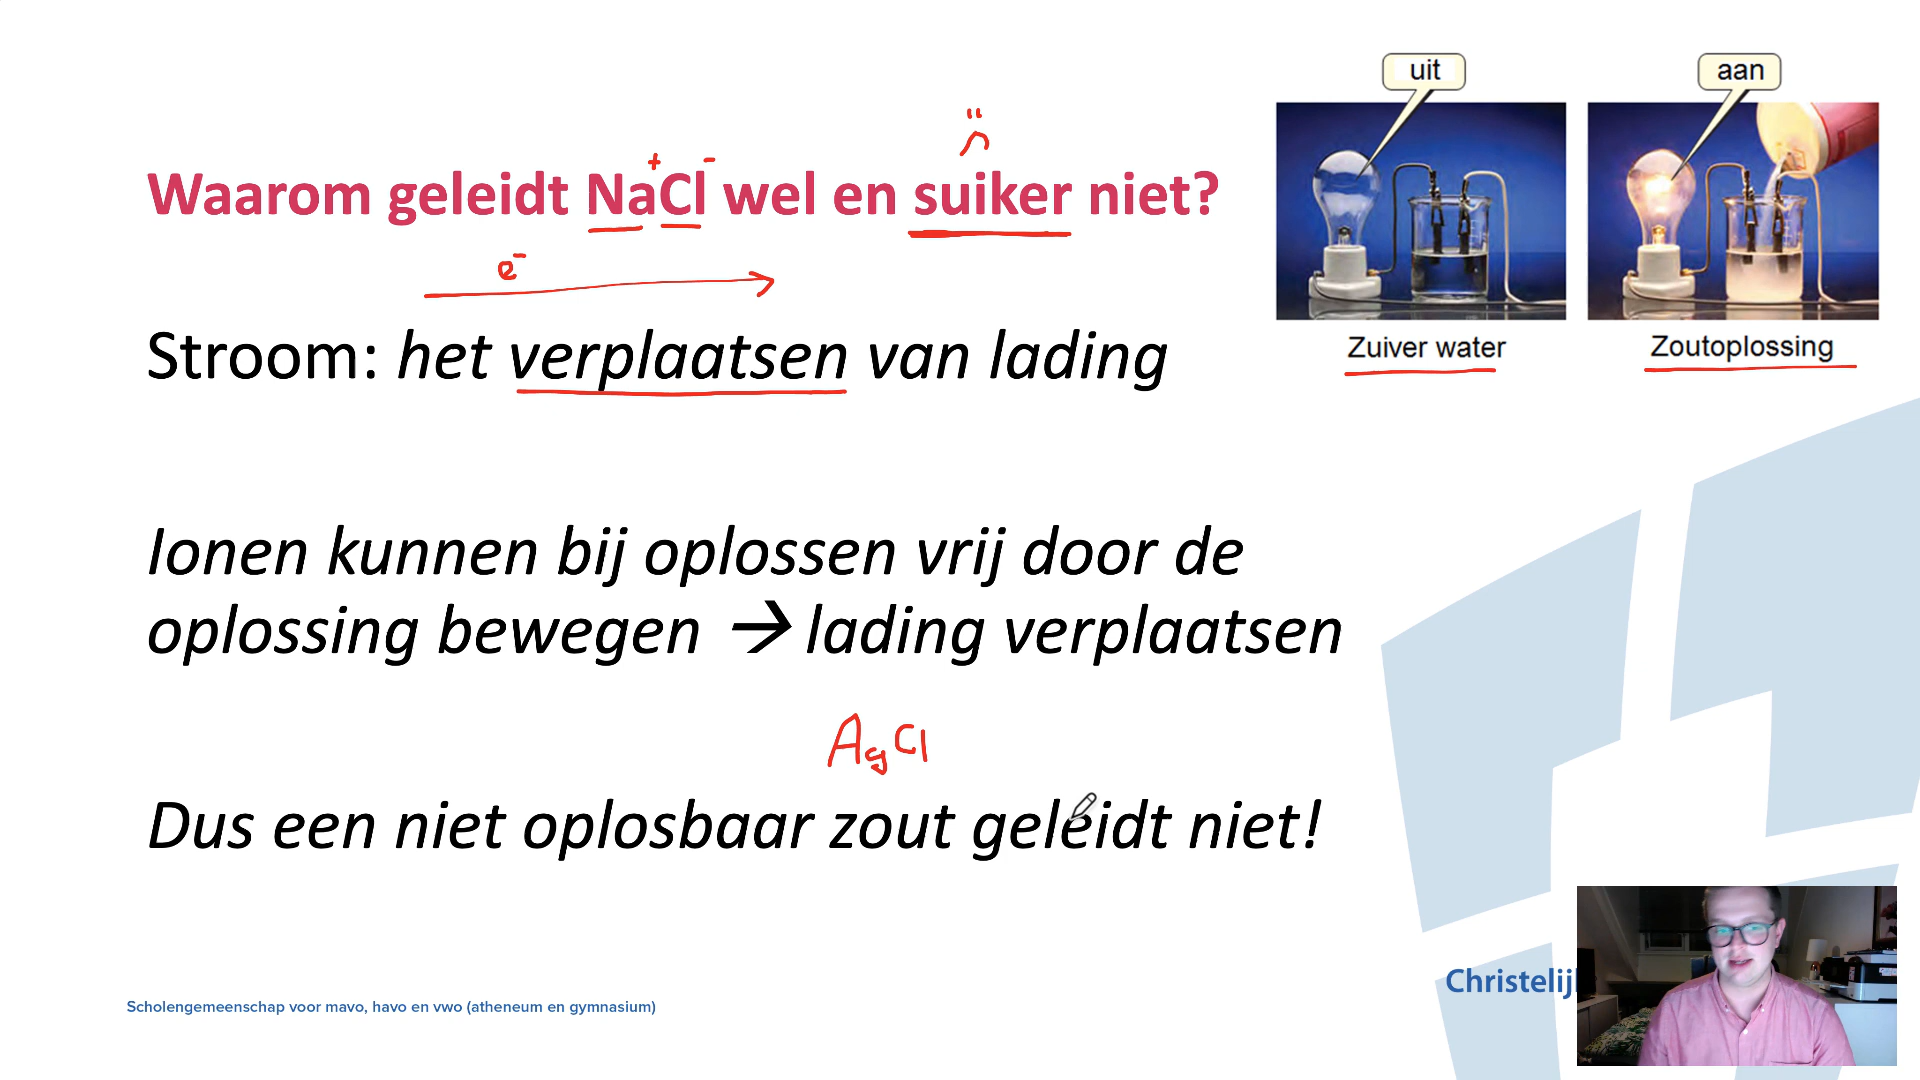 uit
aan
Waarom geleidt NaCl wel en suiker niet?
+ -
e-
Zuiver water
Zoutoplossing
Stroom: het verplaatsen van lading
Ionen kunnen bij oplossen vrij door de
oplossing bewegen → lading verplaatsen
AgCl
Dus een niet oplosbaar zout geleidt niet!
Scholengemeenschap voor mavo, havo en vwo (atheneum en gymnasium)